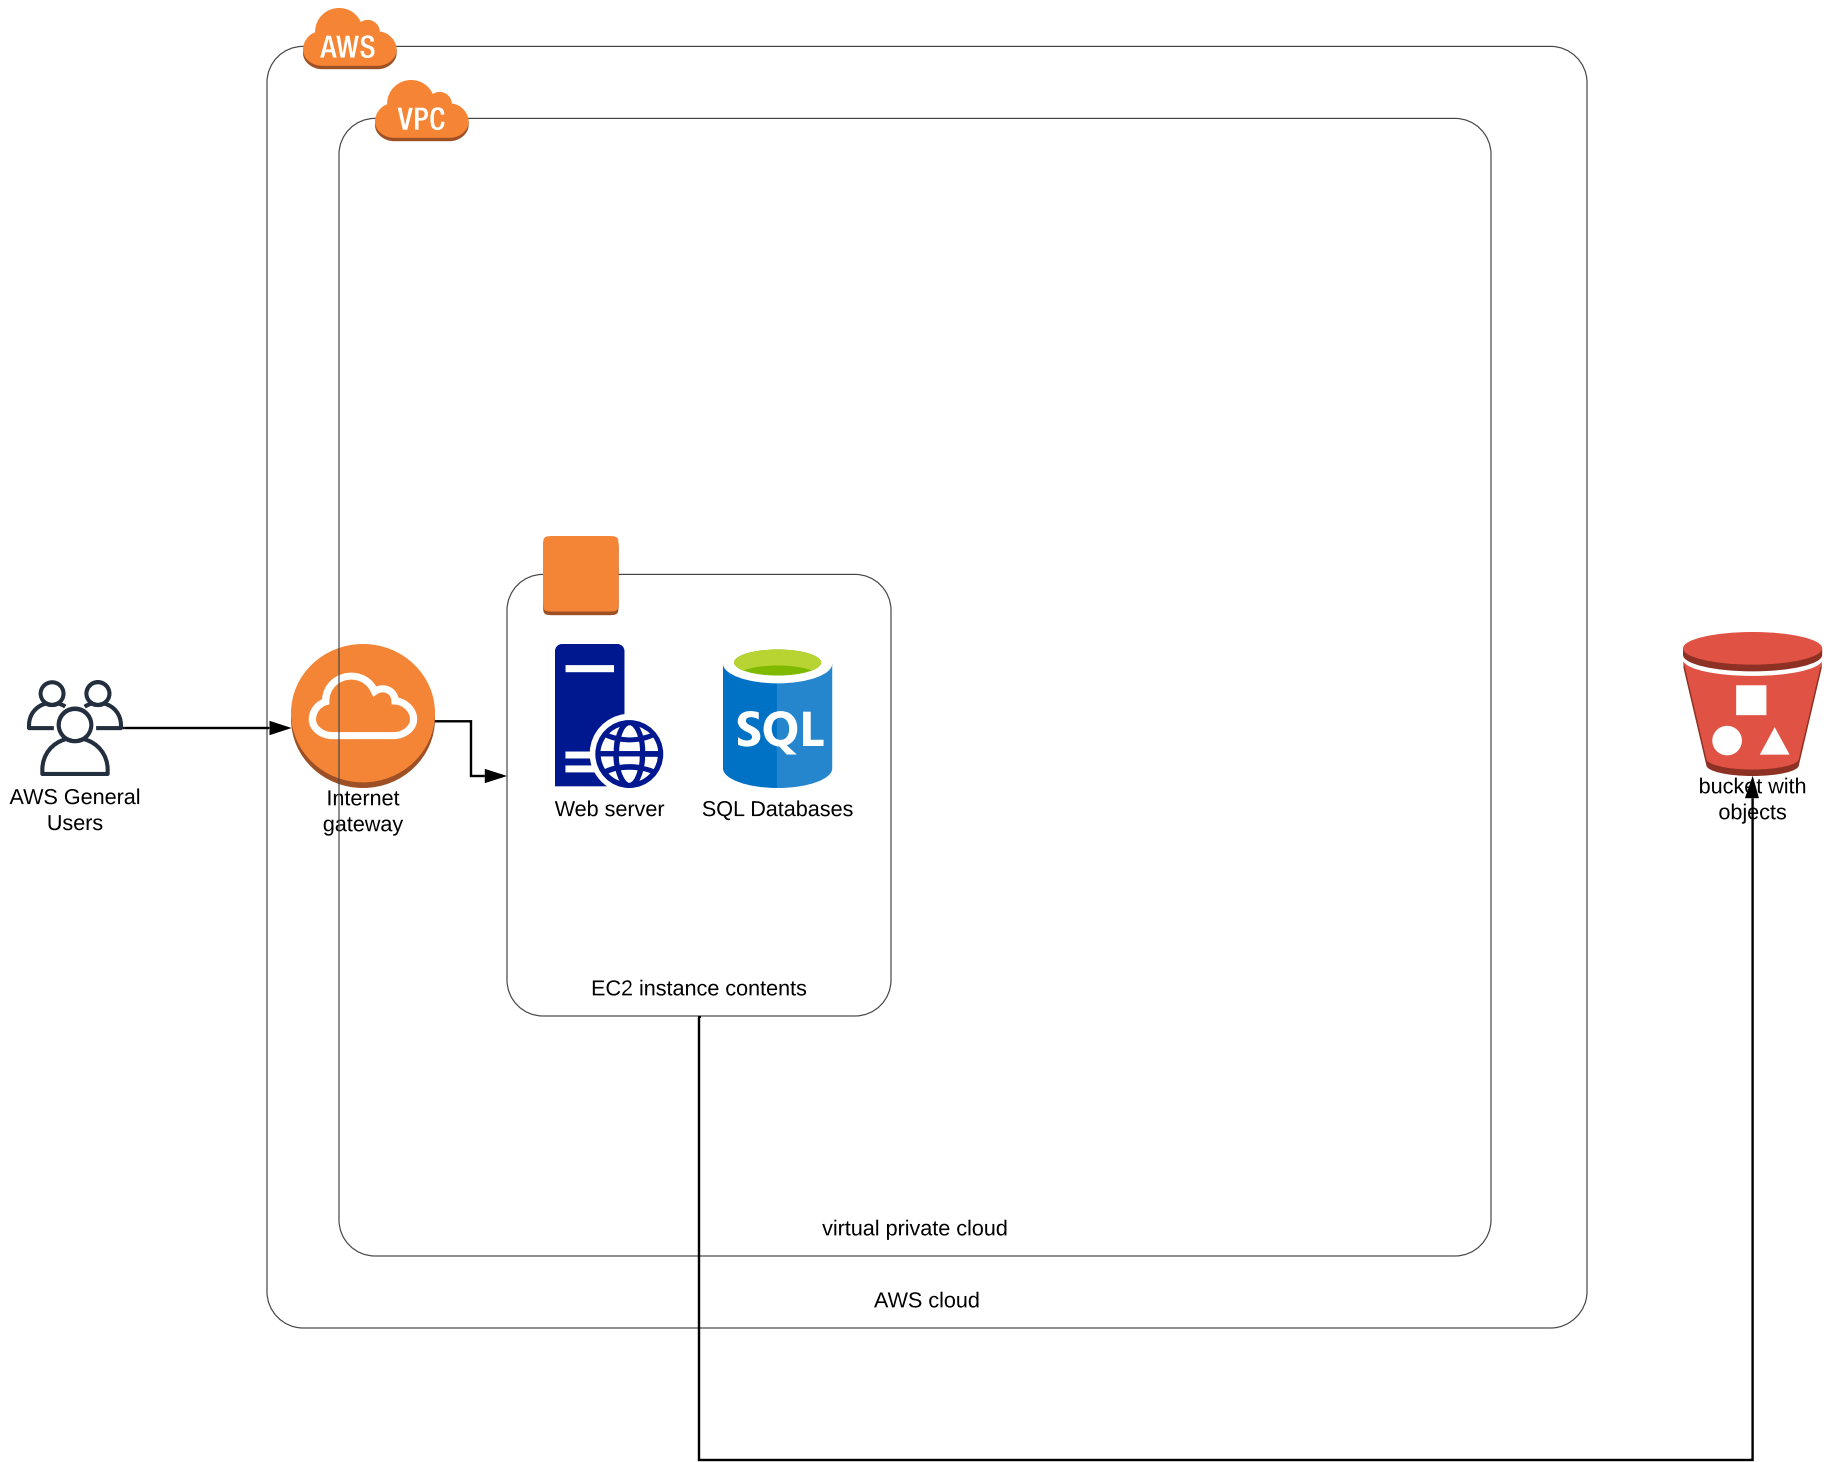 AWS
VPC
AWS General
Users
Internet
gateway
Web server
SQL
SQL Databases
EC2 instance contents
bucket with
objects
virtual private cloud
AWS cloud